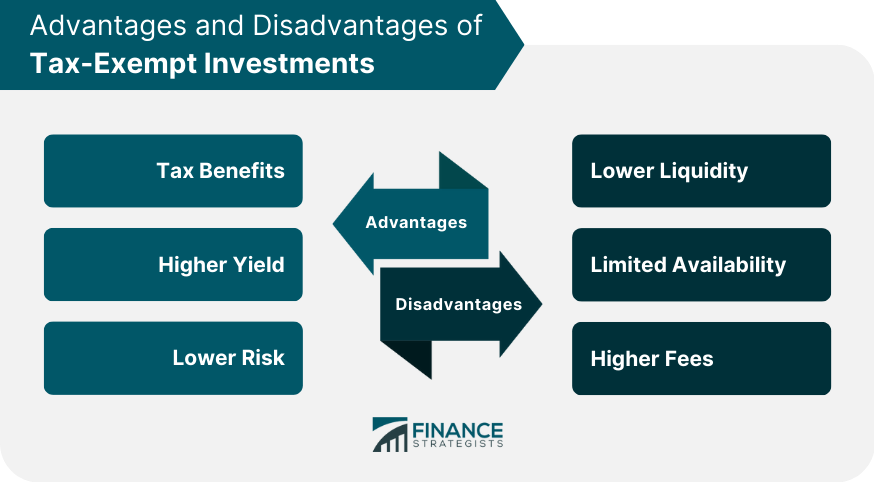 Advantages and Disadvantages of
Tax-Exempt Investments
Tax Benefits
Higher Yield
Lower Risk
Advantages
Disadvantages
Lower Liquidity
Limited Availability
Higher Fees
FINANCE
STRATEGISTS